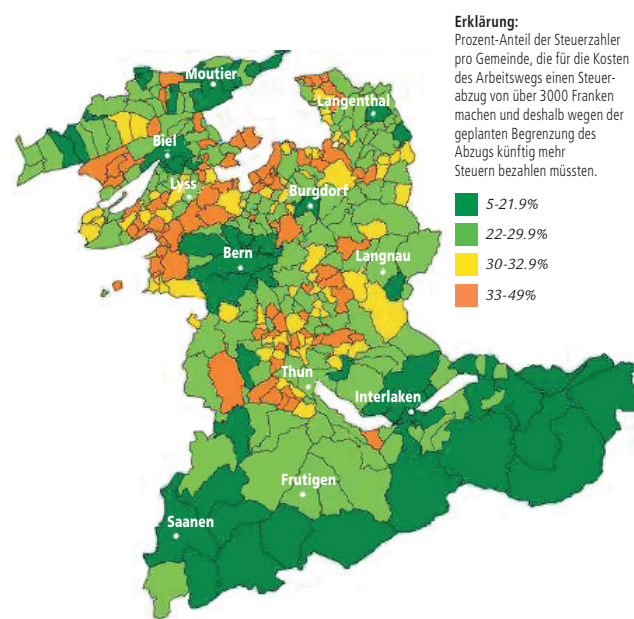 Erklärung:
Prozent-Anteil der Steuerzahler
pro Gemeinde, die für die Kosten
des Arbeitswegs einen Steuer-
abzug von über 3000 Franken
machen und deshalb wegen der
geplanten Begrenzung des
Abzugs künftig mehr
Steuern bezahlen müssten.
5-21.9%
22-29.9%
30-32.9%
33-49%
Moutier
Langenthal
Biel
Lyss
Burgdorf
Bern
Langnau
Thun
Interlaken
Frutigen
Saanen